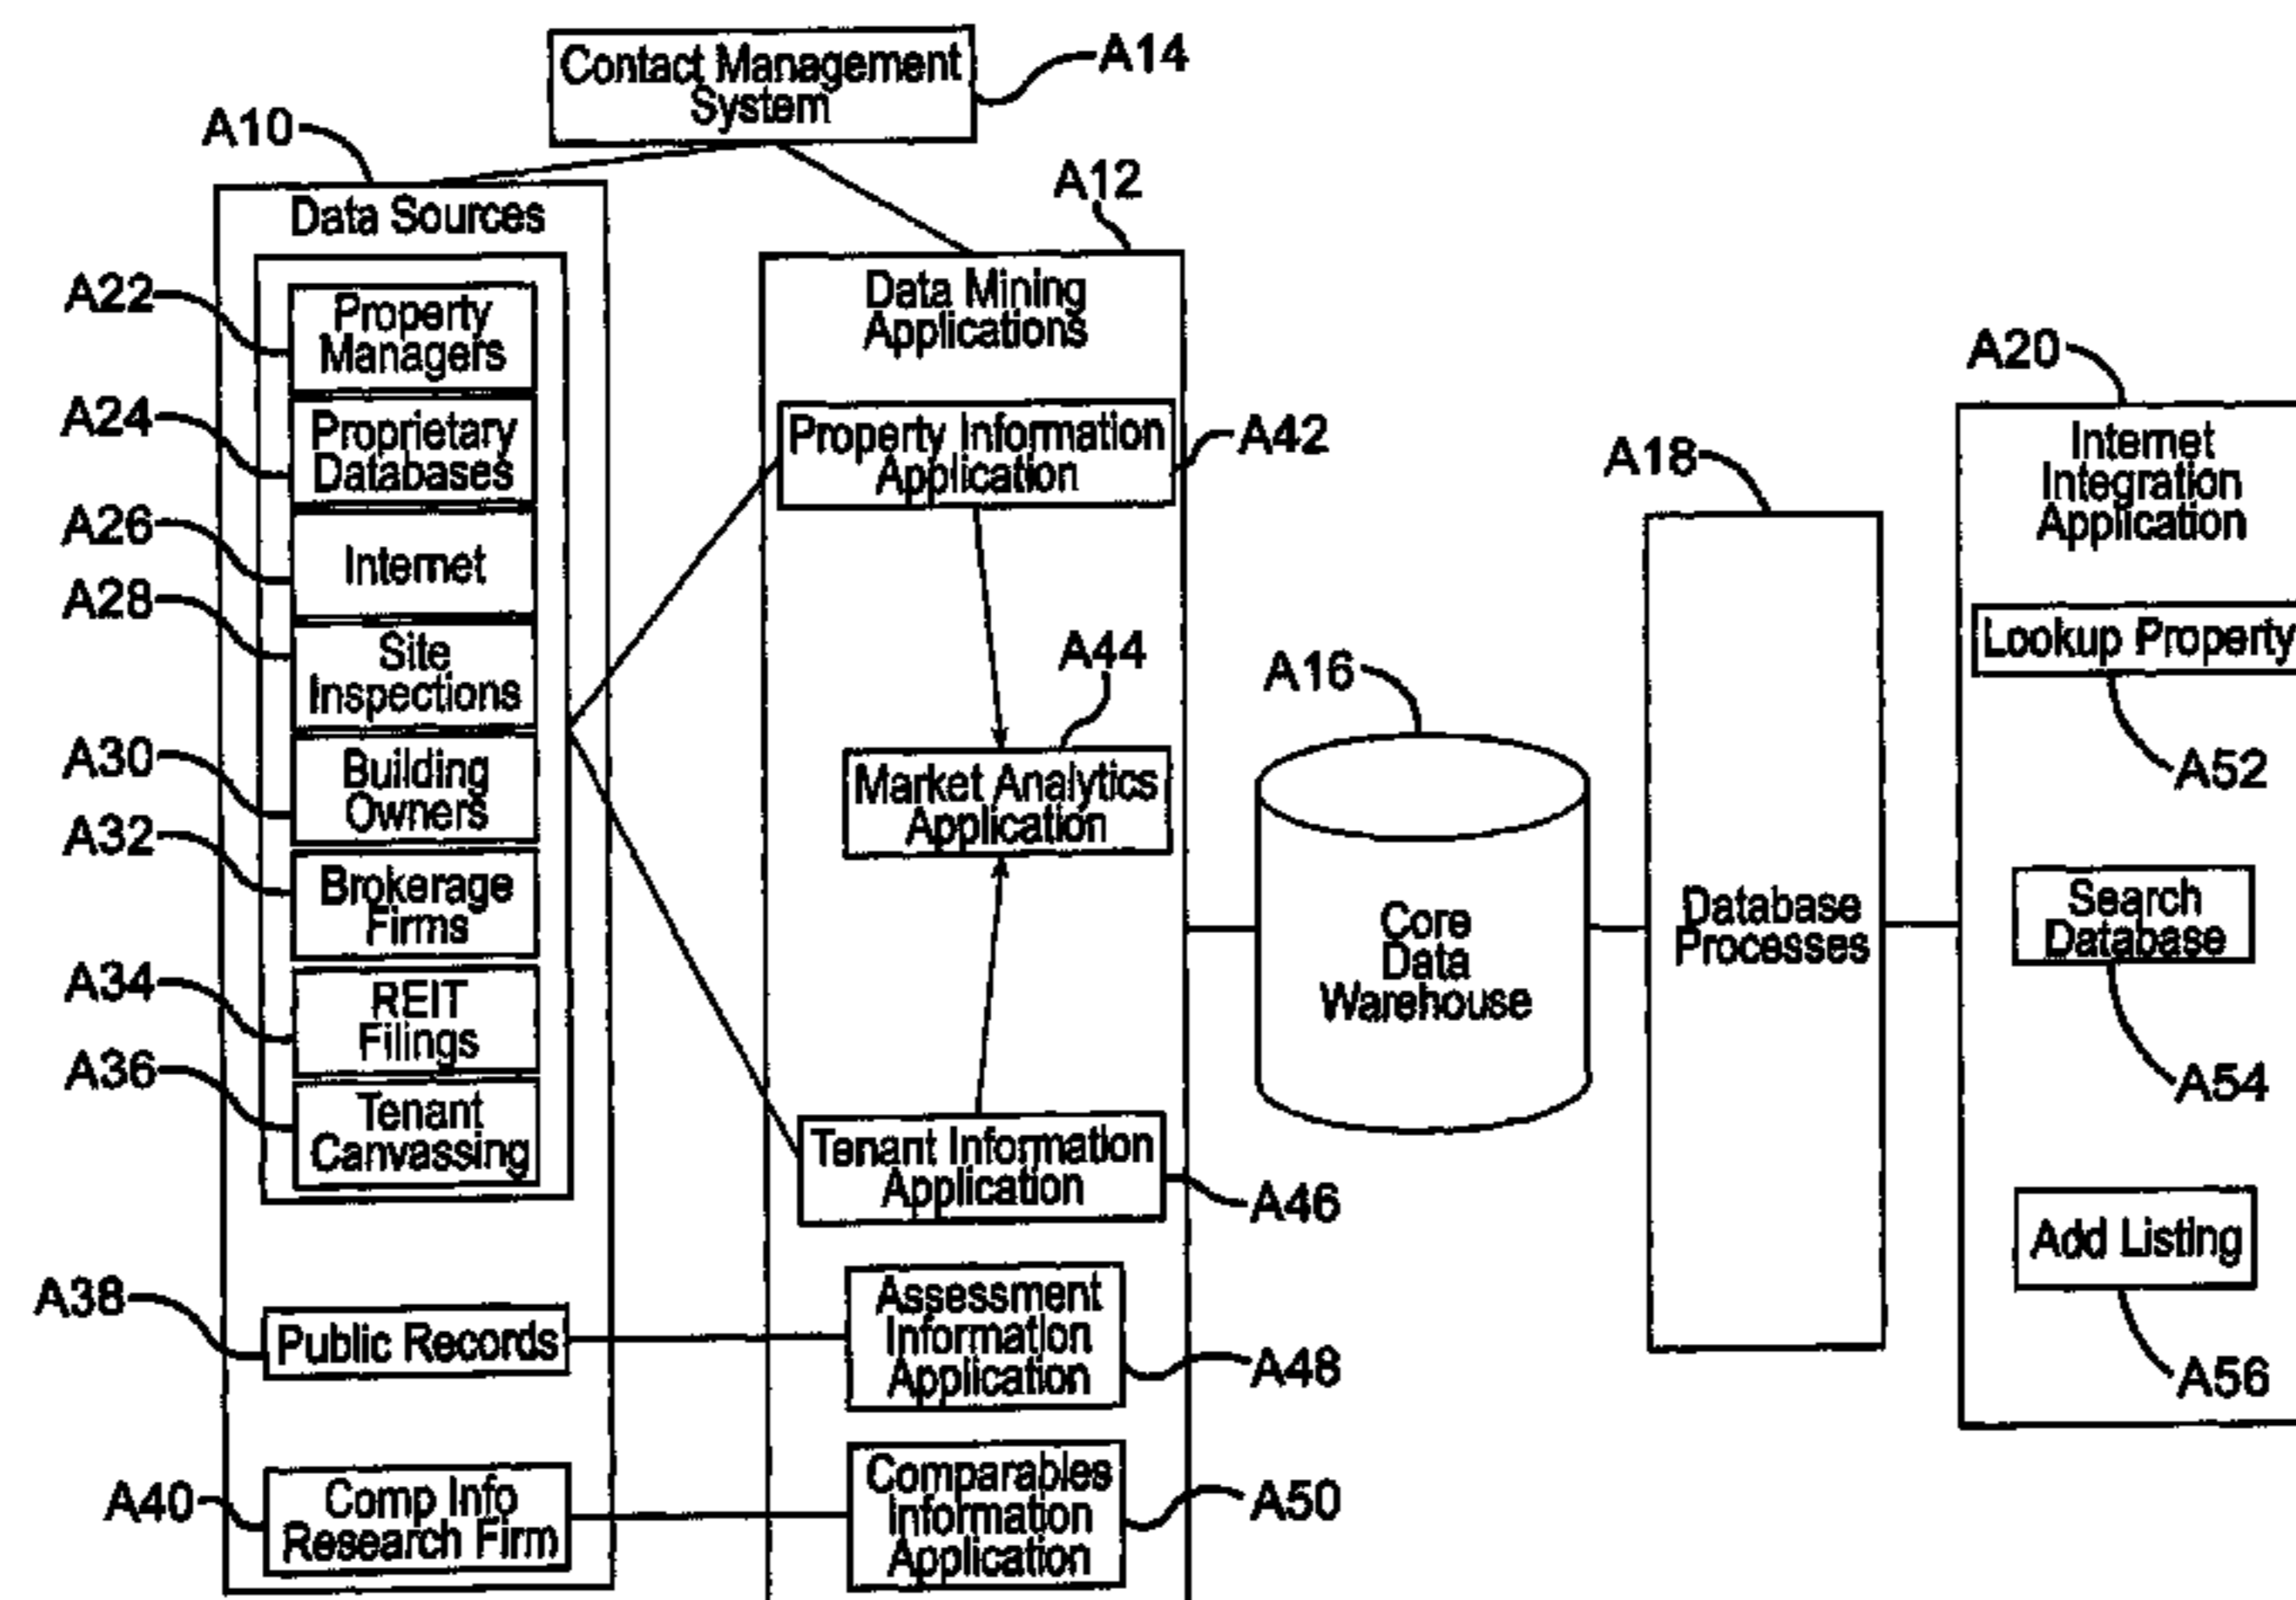 Contact Management
System
A14
A10
Data Sources
A22
Property
Managers
A24
Proprietary
Databases
A26
Internet
A28
Site
Inspections
A30
Building
Owners
A32
Brokerage
Firms
A34
REIT
Filings
A36
Tenant
Canvassing
A38
Public Records
A40
Comp Info
Research Firm
A12
Data Mining
Applications
Property Information
Application
A42
A44
Market Analytics
Application
Tenant Information
Application
A46
Assessment
Information
Application
A48
Comparables
Information
Application
A50
A16
Core
Data
Warehouse
A18
Database
Processes
A20
Internet
Integration
Application
Lookup Property
A52
Search
Database
A54
Add Listing
A56